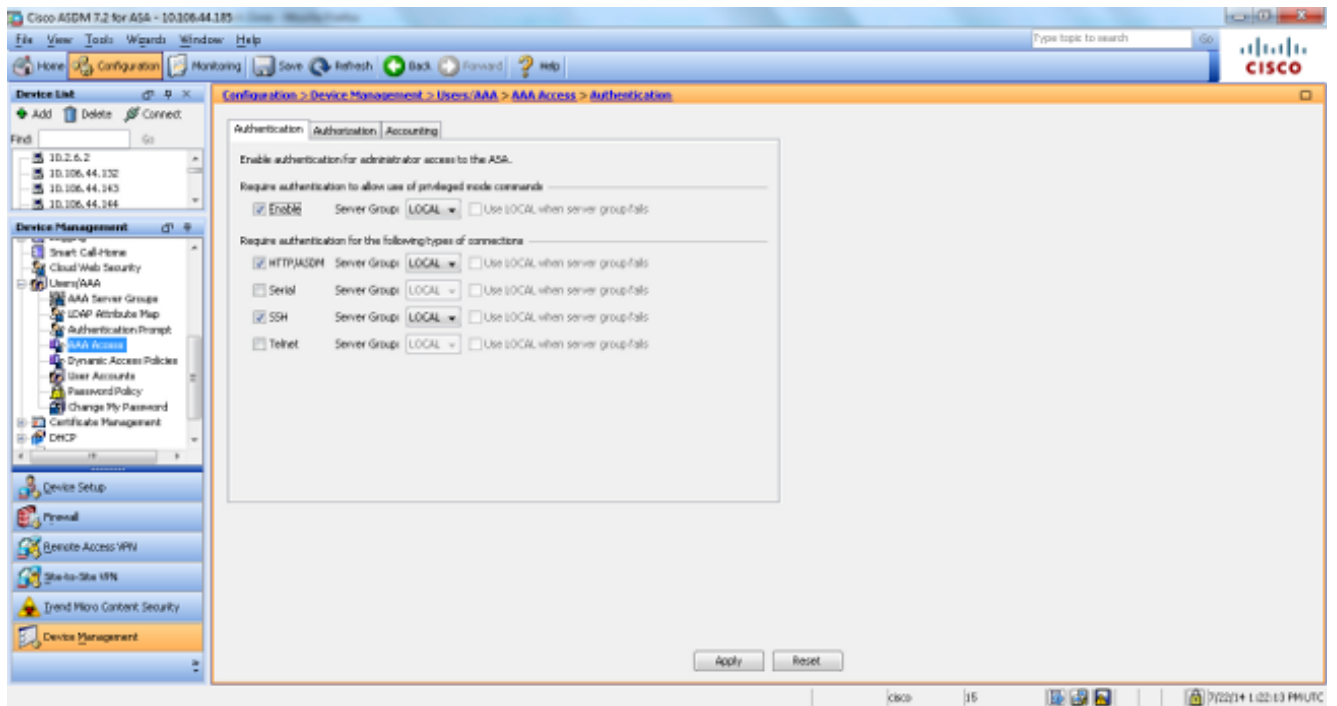 Cisco ASDM 7.2 for ASA - 10.106.44.185
File View Tools Wizards Window Help
Type topic to search Go
Home Configuration Monitoring Save Refresh Back Forward Help
CISCO
Device List
Add Delete Connect
Find: Go
10.2.6.2
10.106.44.132
10.106.44.143
10.106.44.144
Device Management
Smart Call-Home
Cloud Web Security
Users/AAA
AAA Server Groups
LDAP Attribute Map
Authentication Prompt
AAA Access
Dynamic Access Policies
User Accounts
Password Policy
Change My Password
Certificate Management
DHCP
Device Setup
Firewall
Remote Access VPN
Site-to-Site VPN
Trend Micro Content Security
Device Management
Configuration > Device Management > Users/AAA > AAA Access > Authentication
Authentication Authorization Accounting
Enable authentication for administrator access to the ASA.
Require authentication to allow use of privileged mode commands
Enable Server Group: LOCAL Use LOCAL when server group fails
Require authentication for the following types of connections
HTTP/ASDM Server Group: LOCAL Use LOCAL when server group fails
Serial Server Group: LOCAL Use LOCAL when server group fails
SSH Server Group: LOCAL Use LOCAL when server group fails
Telnet Server Group: LOCAL Use LOCAL when server group fails
Apply Reset
cisco 15 7/22/14 1:22:13 PM UTC